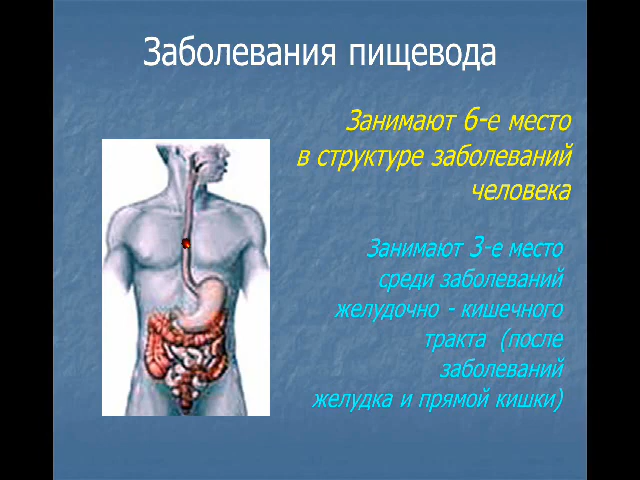 Заболевания пищевода
Занимают 6-е место
в структуре заболеваний
человека
Занимают 3-е место
среди заболеваний
желудочно - кишечного
тракта (после
заболеваний
желудка и прямой кишки)